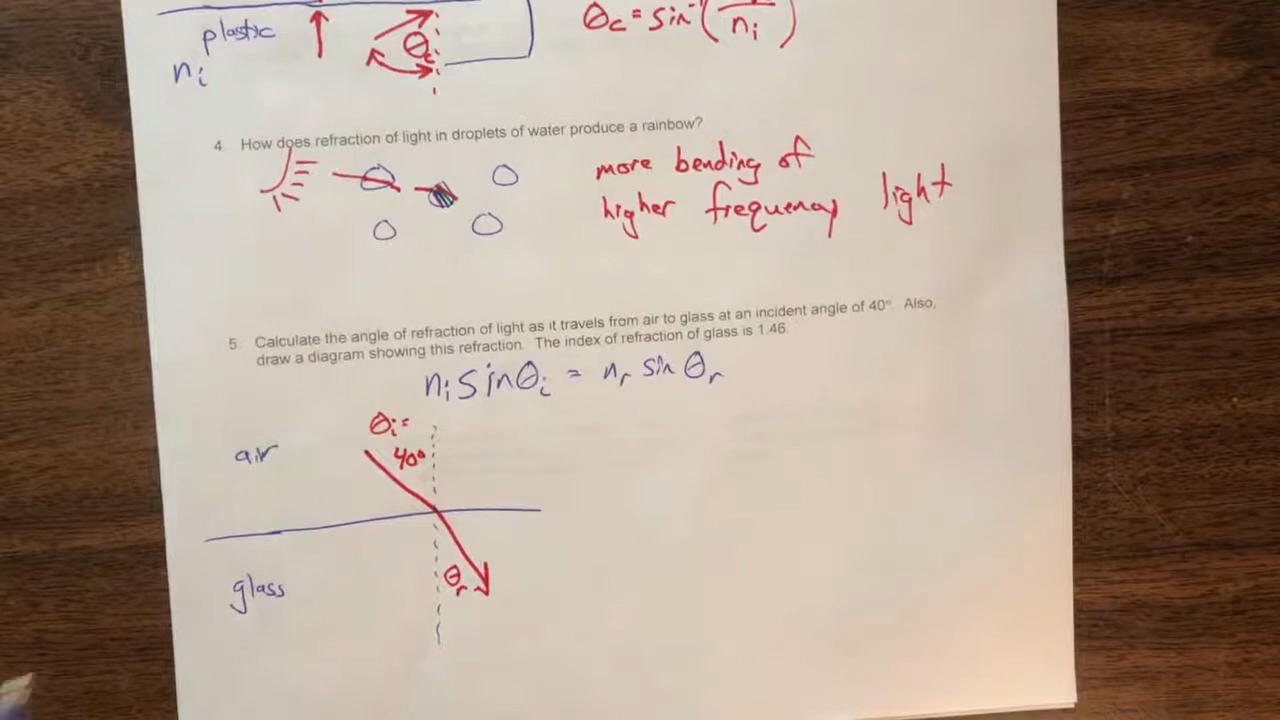 plastic
nᵢ
θc
θc = sin⁻¹( nᵢ )
4. How does refraction of light in droplets of water produce a rainbow?
more bending of
higher frequency light
5. Calculate the angle of refraction of light as it travels from air to glass at an incident angle of 40° Also,
draw a diagram showing this refraction. The index of refraction of glass is 1.46.
nᵢ sinθᵢ = nᵣ sin θᵣ
θᵢ =
40°
air
glass
θᵣ